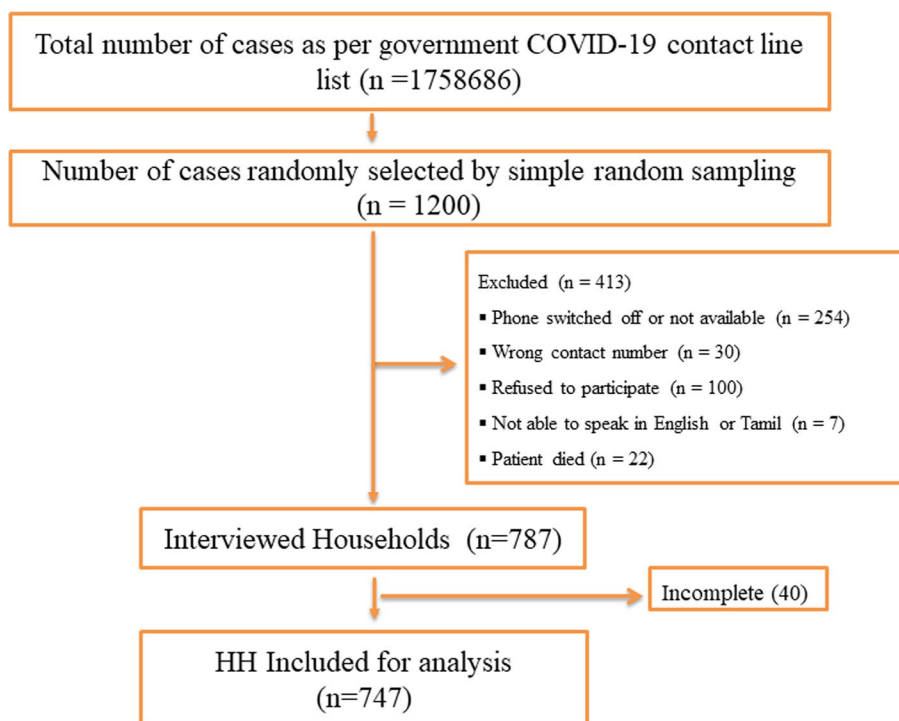 Total number of cases as per government COVID-19 contact line
list (n =1758686)
Number of cases randomly selected by simple random sampling
(n = 1200)
Excluded (n = 413)
▪ Phone switched off or not available (n = 254)
▪ Wrong contact number (n = 30)
▪ Refused to participate (n = 100)
▪ Not able to speak in English or Tamil (n = 7)
▪ Patient died (n = 22)
Interviewed Households (n=787)
Incomplete (40)
HH Included for analysis
(n=747)